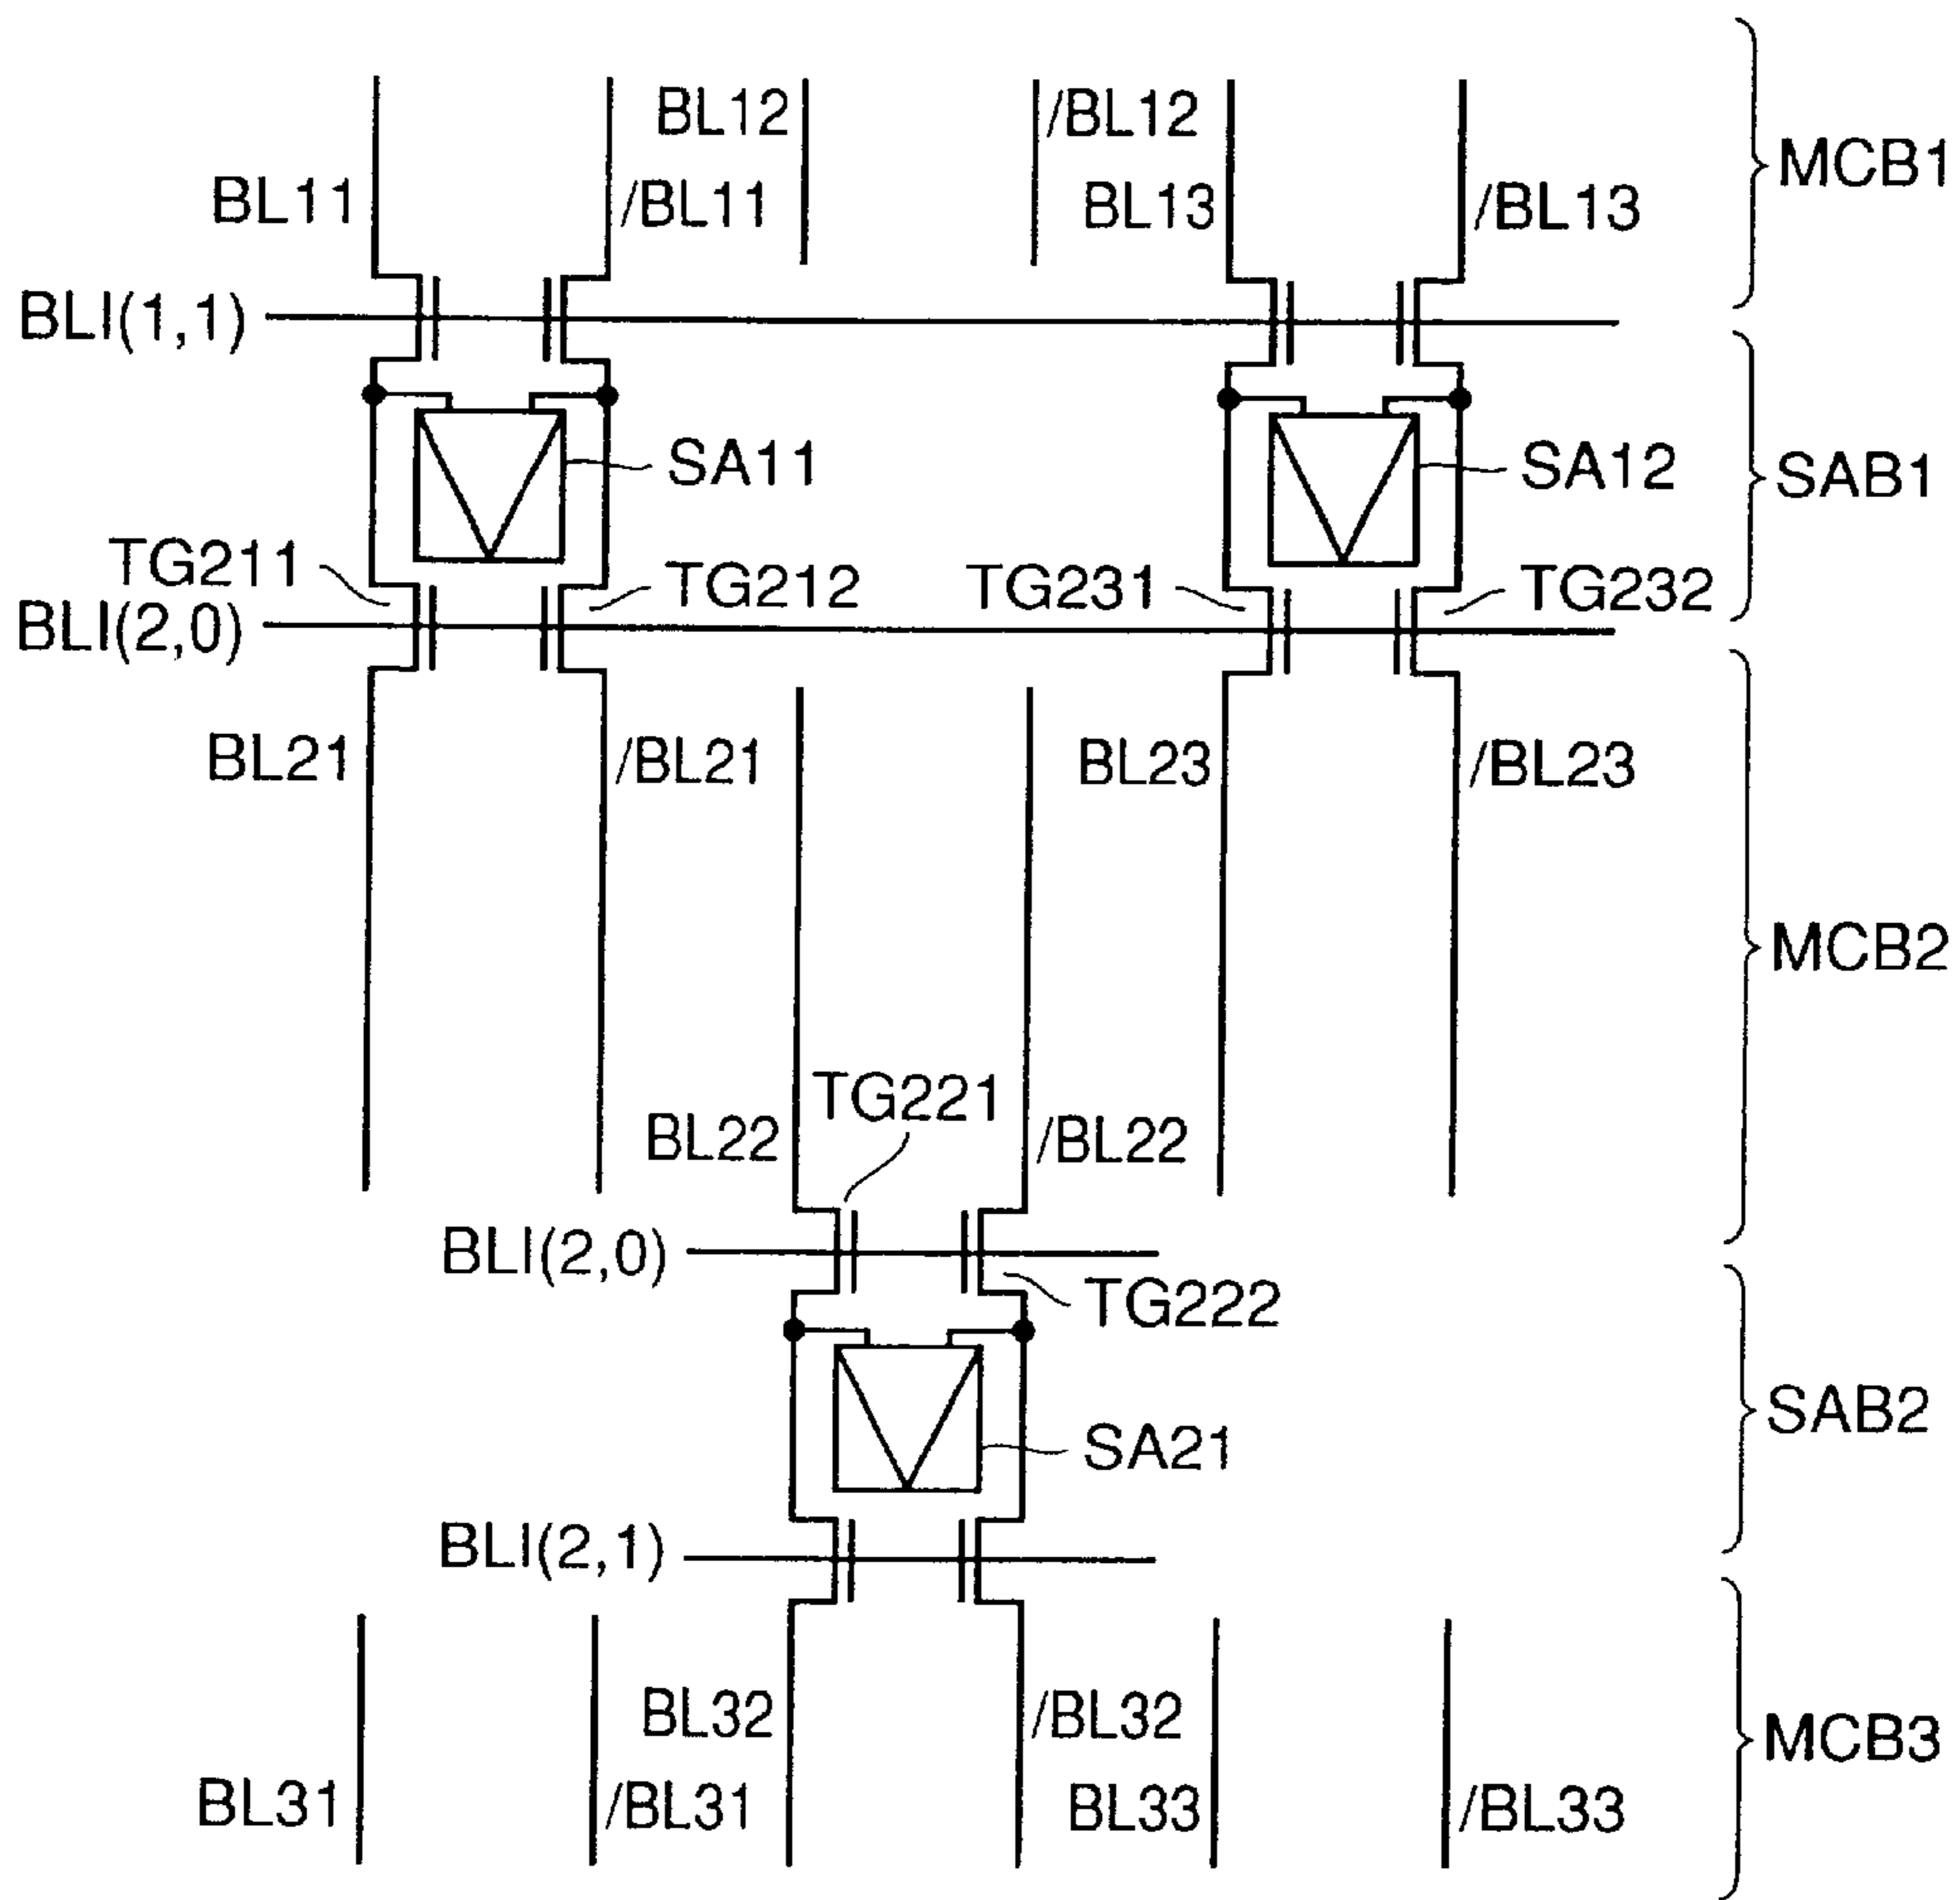 BL12
/BL12
MCB1
BL11
/BL11
BL13
/BL13
BLI(1,1)
SA11
SA12
SAB1
TG211
TG212
TG231
TG232
BLI(2,0)
BL21
/BL21
BL23
/BL23
MCB2
TG221
BL22
/BL22
BLI(2,0)
TG222
SAB2
SA21
BLI(2,1)
BL32
/BL32
MCB3
BL31
/BL31
BL33
/BL33